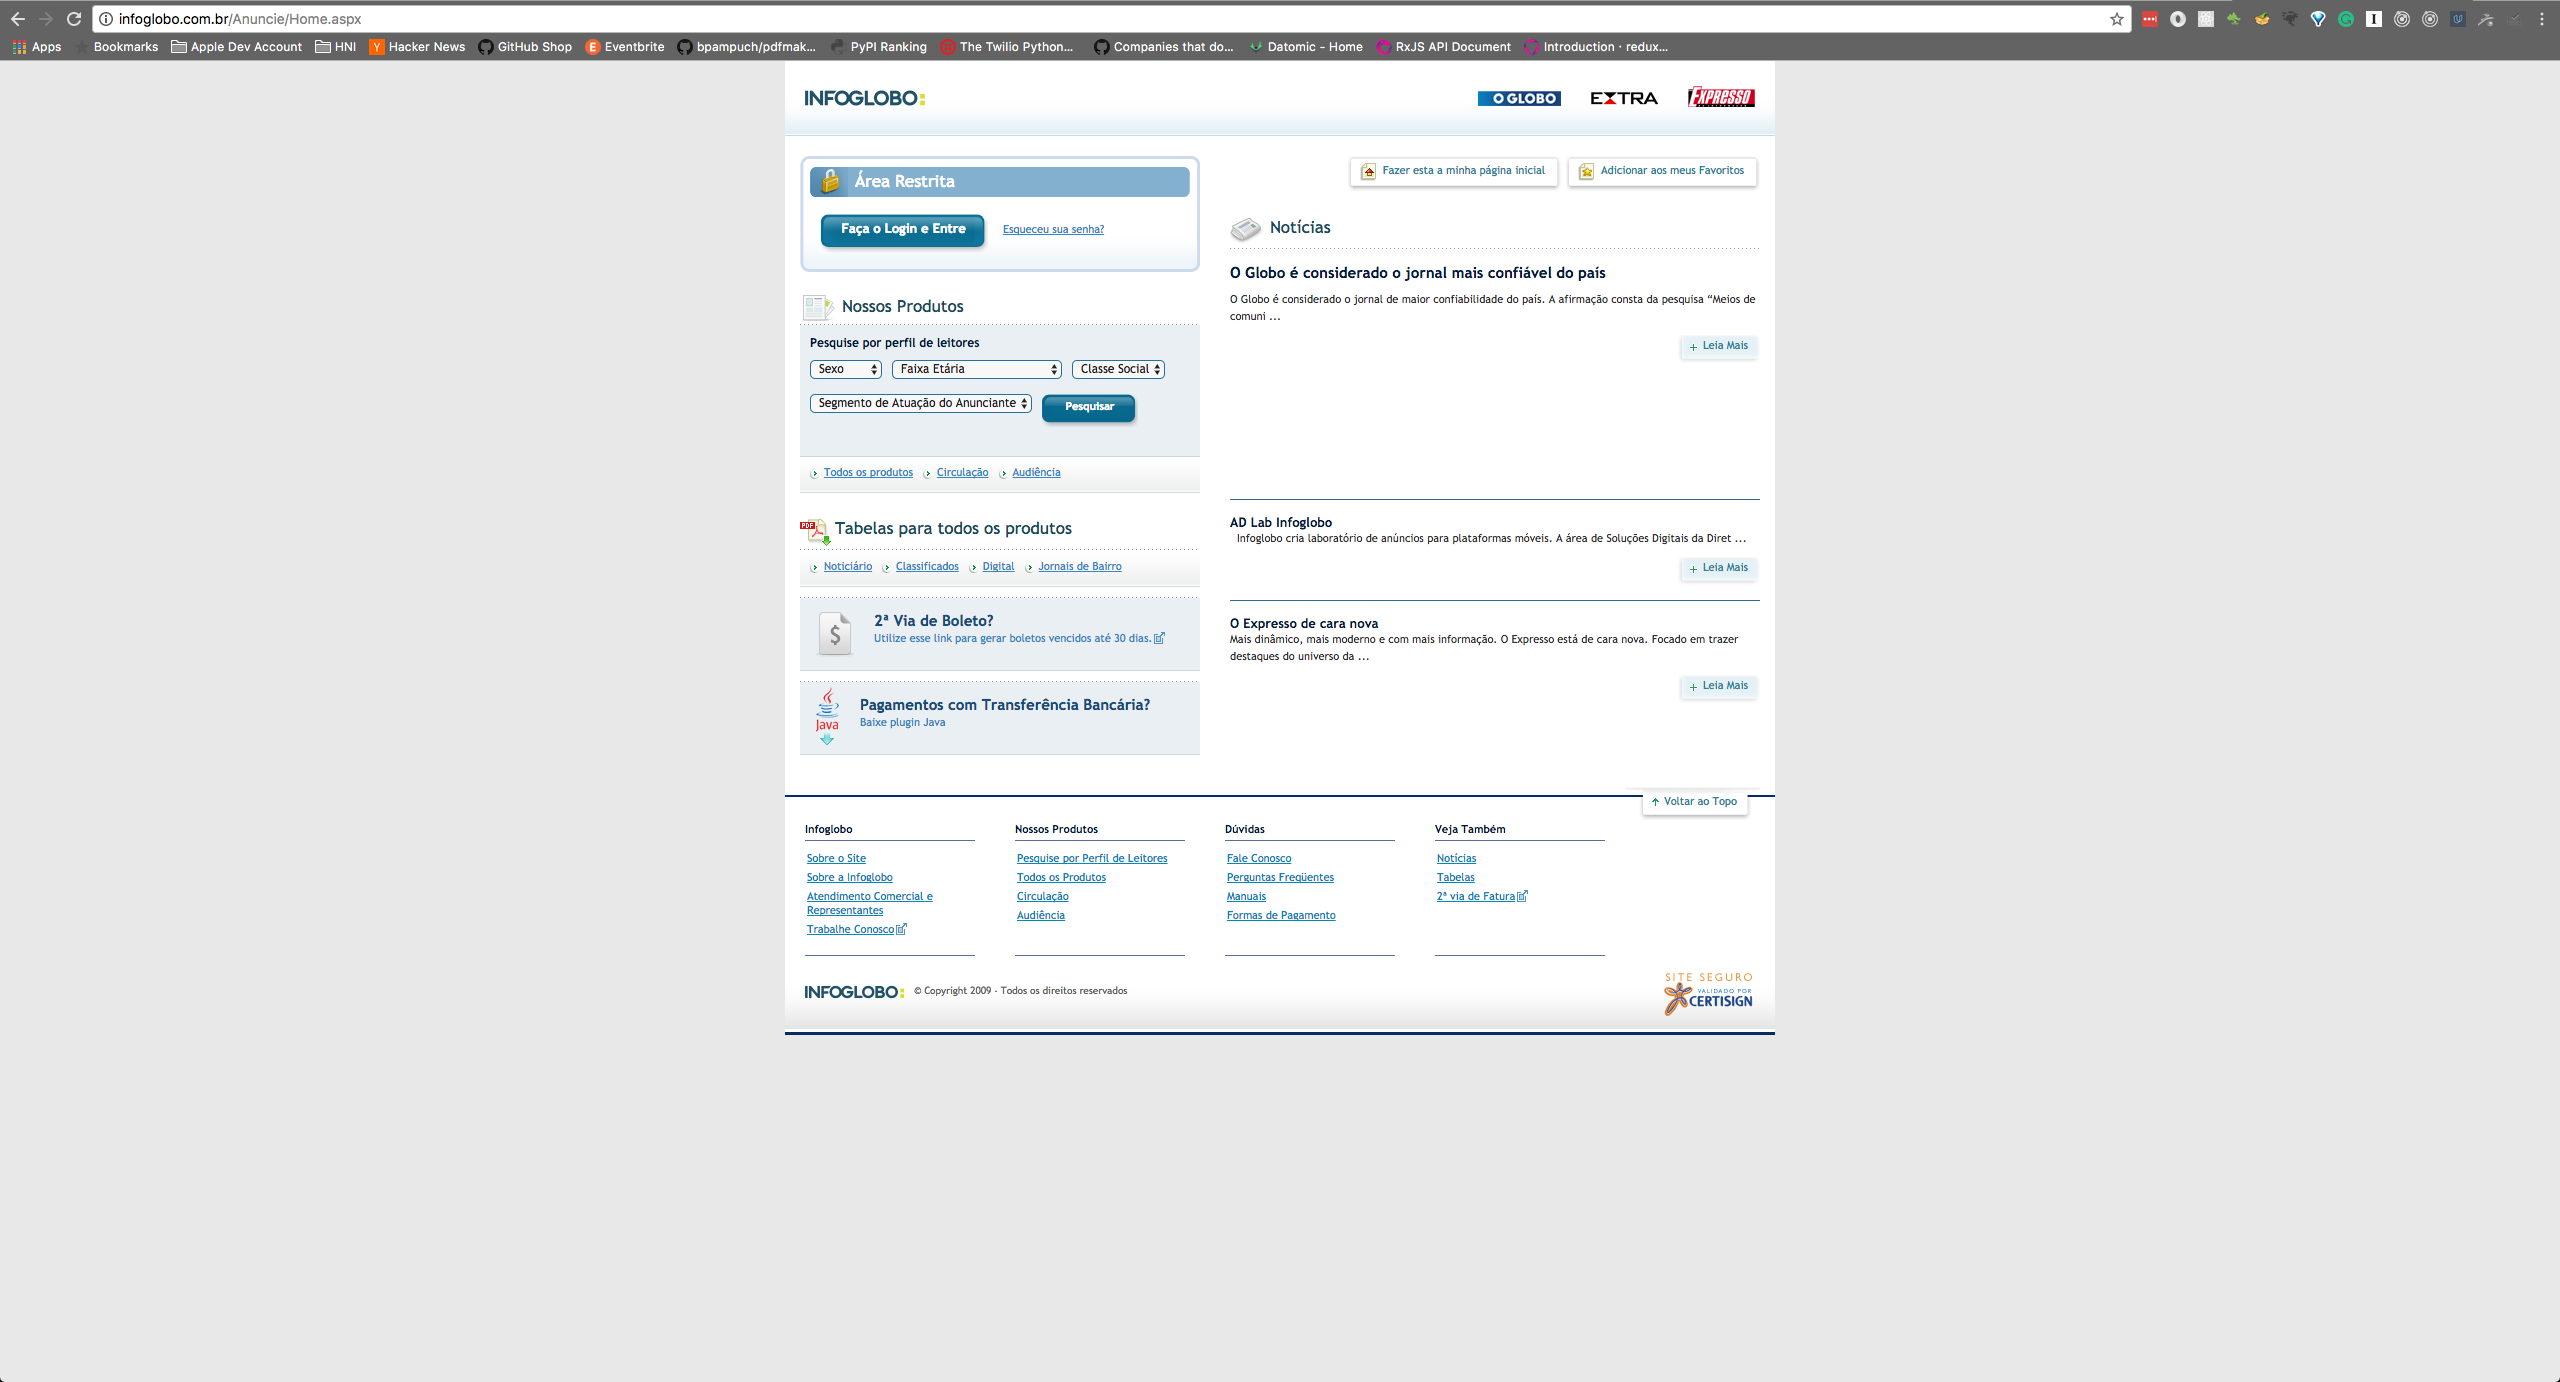 infoglobo.com.br/Anuncie/Home.aspx
Apps Bookmarks Apple Dev Account HNI Hacker News GitHub Shop Eventbrite bpampuch/pdfmak... PyPI Ranking The Twilio Python... Companies that do... Datomic - Home RxJS API Document Introduction · redux...
INFOGLOBO:
O GLOBO EXTRA EXPRESSO
Área Restrita
Faça o Login e Entre Esqueceu sua senha?
Nossos Produtos
Pesquise por perfil de leitores
Sexo Faixa Etária Classe Social
Segmento de Atuação do Anunciante Pesquisar
Todos os produtos Circulação Audiência
PDF Tabelas para todos os produtos
Noticiário Classificados Digital Jornais de Bairro
2ª Via de Boleto?
Utilize esse link para gerar boletos vencidos até 30 dias.
Pagamentos com Transferência Bancária?
Baixe plugin Java
Java
Fazer esta a minha página inicial Adicionar aos meus Favoritos
Notícias
O Globo é considerado o jornal mais confiável do país
O Globo é considerado o jornal de maior confiabilidade do país. A afirmação consta da pesquisa “Meios de
comuni ...
Leia Mais
AD Lab Infoglobo
Infoglobo cria laboratório de anúncios para plataformas móveis. A área de Soluções Digitais da Diret ...
Leia Mais
O Expresso de cara nova
Mais dinâmico, mais moderno e com mais informação. O Expresso está de cara nova. Focado em trazer
destaques do universo da ...
Leia Mais
Voltar ao Topo
Infoglobo
Sobre o Site
Sobre a Infoglobo
Atendimento Comercial e
Representantes
Trabalhe Conosco
Nossos Produtos
Pesquise por Perfil de Leitores
Todos os Produtos
Circulação
Audiência
Dúvidas
Fale Conosco
Perguntas Freqüentes
Manuais
Formas de Pagamento
Veja Também
Notícias
Tabelas
2ª via de Fatura
INFOGLOBO: © Copyright 2009 - Todos os direitos reservados
SITE SEGURO
VALIDADO POR
CERTISIGN